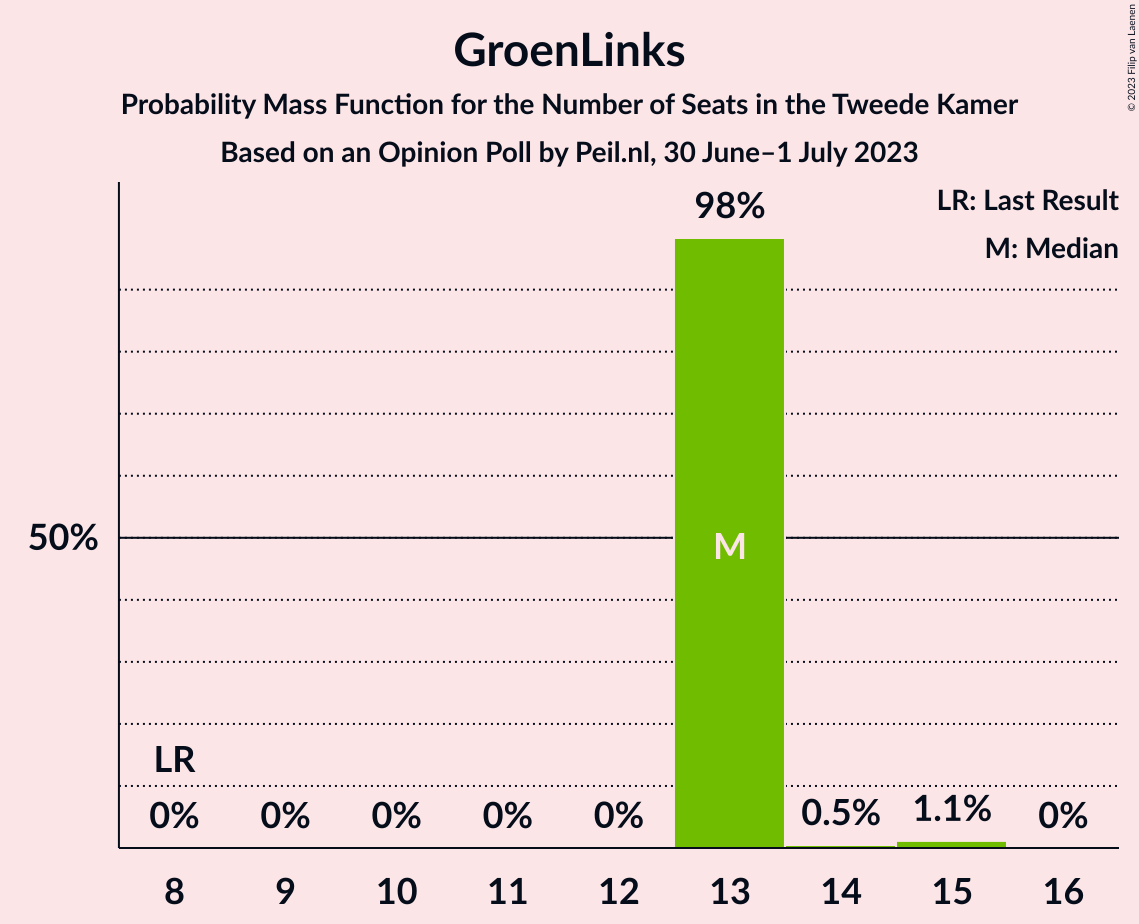 GroenLinks
Probability Mass Function for the Number of Seats in the Tweede Kamer
Based on an Opinion Poll by Peil.nl, 30 June–1 July 2023
© 2023 Filip van Laenen
LR: Last Result
M: Median
98%
50%
M
LR
0% 0% 0% 0% 0% 0.5% 1.1% 0%
8 9 10 11 12 13 14 15 16